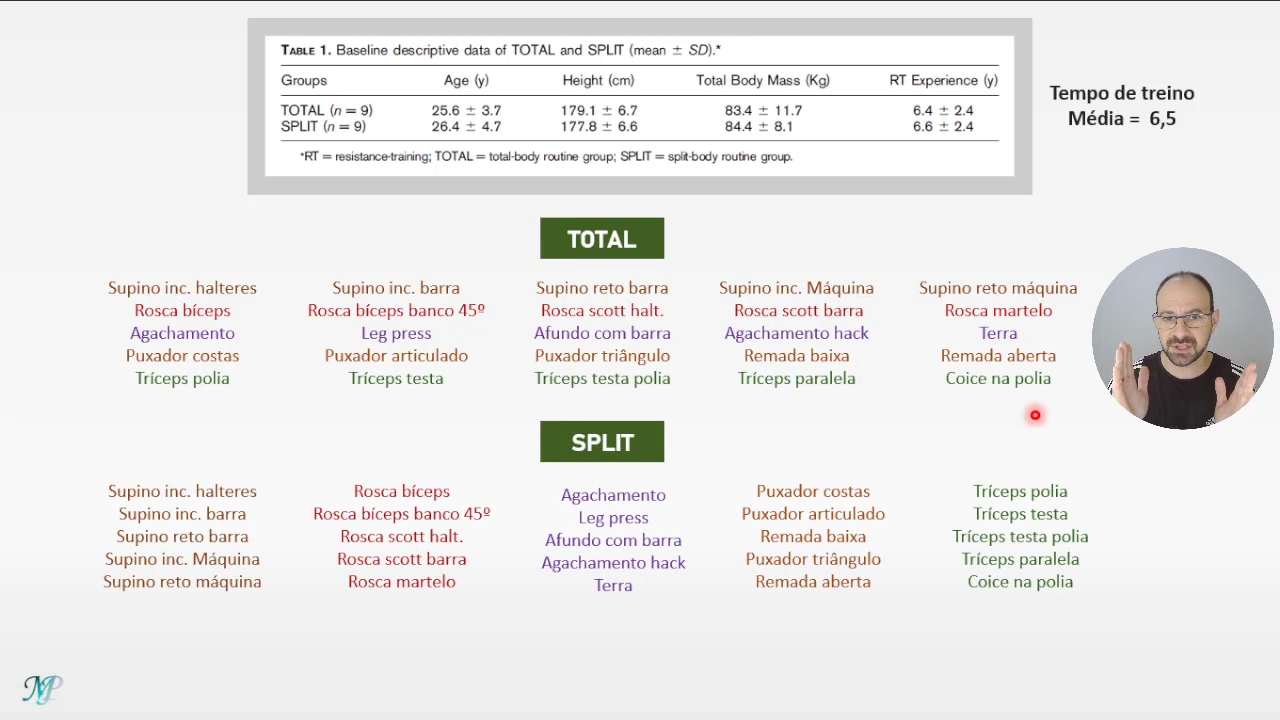 TABLE 1. Baseline descriptive data of TOTAL and SPLIT (mean ± SD).*
Groups Age (y) Height (cm) Total Body Mass (Kg) RT Experience (y)
TOTAL (n = 9) 25.6 ± 3.7 179.1 ± 6.7 83.4 ± 11.7 6.4 ± 2.4
SPLIT (n = 9) 26.4 ± 4.7 177.8 ± 6.6 84.4 ± 8.1 6.6 ± 2.4
*RT = resistance-training; TOTAL = total-body routine group; SPLIT = split-body routine group.
Tempo de treino
Média = 6,5
TOTAL
Supino inc. halteres Supino inc. barra Supino reto barra Supino inc. Máquina Supino reto máquina
Rosca bíceps Rosca bíceps banco 45º Rosca scott halt. Rosca scott barra Rosca martelo
Agachamento Leg press Afundo com barra Agachamento hack Terra
Puxador costas Puxador articulado Puxador triângulo Remada baixa Remada aberta
Tríceps polia Tríceps testa Tríceps testa polia Tríceps paralela Coice na polia
SPLIT
Supino inc. halteres Rosca bíceps Agachamento Puxador costas Tríceps polia
Supino inc. barra Rosca bíceps banco 45º Leg press Puxador articulado Tríceps testa
Supino reto barra Rosca scott halt. Afundo com barra Remada baixa Tríceps testa polia
Supino inc. Máquina Rosca scott barra Agachamento hack Puxador triângulo Tríceps paralela
Supino reto máquina Rosca martelo Terra Remada aberta Coice na polia
MP